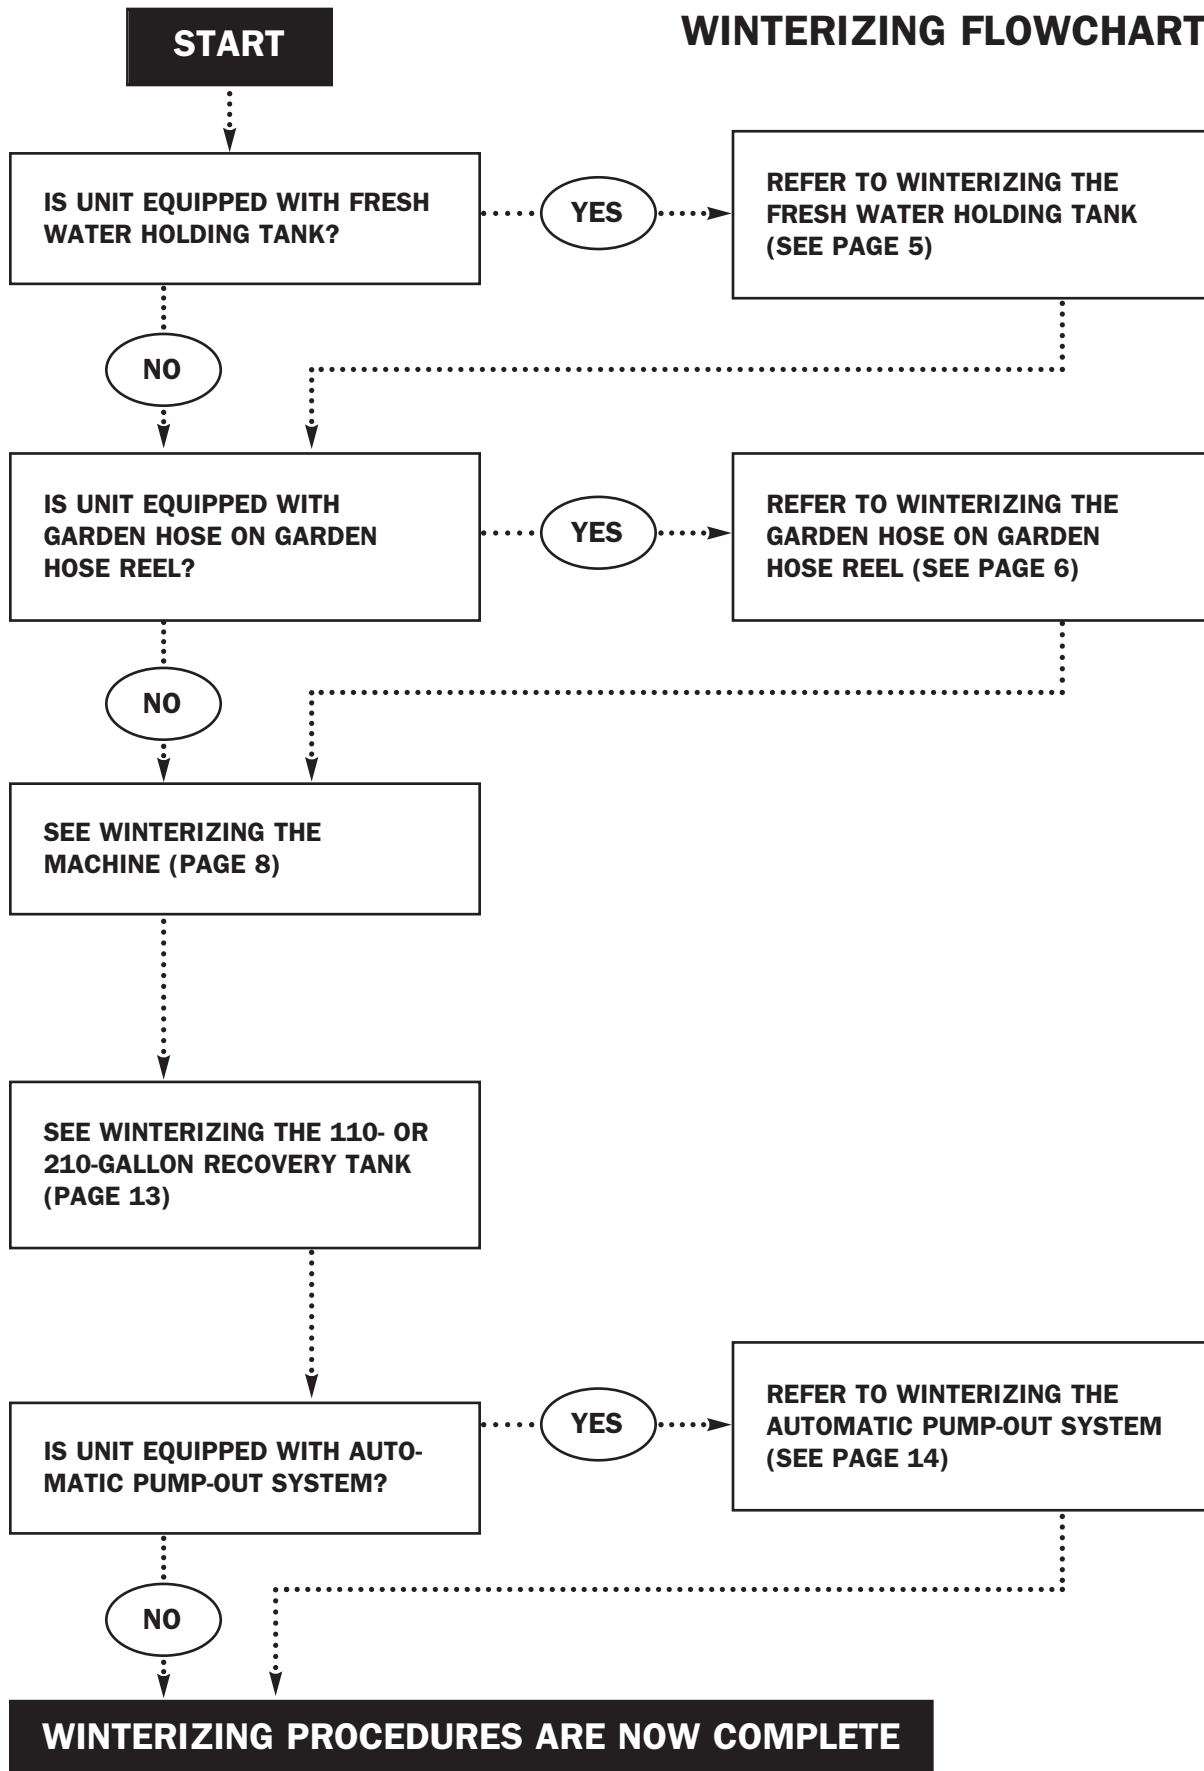 START
WINTERIZING FLOWCHART
IS UNIT EQUIPPED WITH FRESH
WATER HOLDING TANK?
YES
REFER TO WINTERIZING THE
FRESH WATER HOLDING TANK
(SEE PAGE 5)
NO
IS UNIT EQUIPPED WITH
GARDEN HOSE ON GARDEN
HOSE REEL?
YES
REFER TO WINTERIZING THE
GARDEN HOSE ON GARDEN
HOSE REEL (SEE PAGE 6)
NO
SEE WINTERIZING THE
MACHINE (PAGE 8)
SEE WINTERIZING THE 110- OR
210-GALLON RECOVERY TANK
(PAGE 13)
IS UNIT EQUIPPED WITH AUTO-
MATIC PUMP-OUT SYSTEM?
YES
REFER TO WINTERIZING THE
AUTOMATIC PUMP-OUT SYSTEM
(SEE PAGE 14)
NO
WINTERIZING PROCEDURES ARE NOW COMPLETE